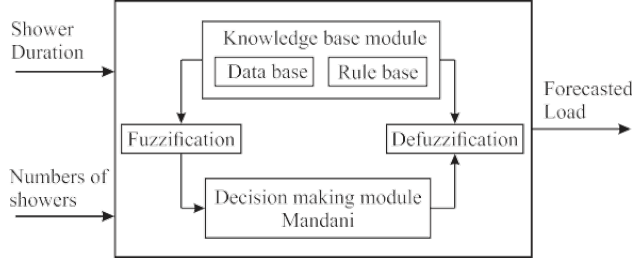 Shower
Duration
Knowledge base module
Data base
Rule base
Forecasted
Load
Fuzzification
Defuzzification
Numbers of
showers
Decision making module
Mandani